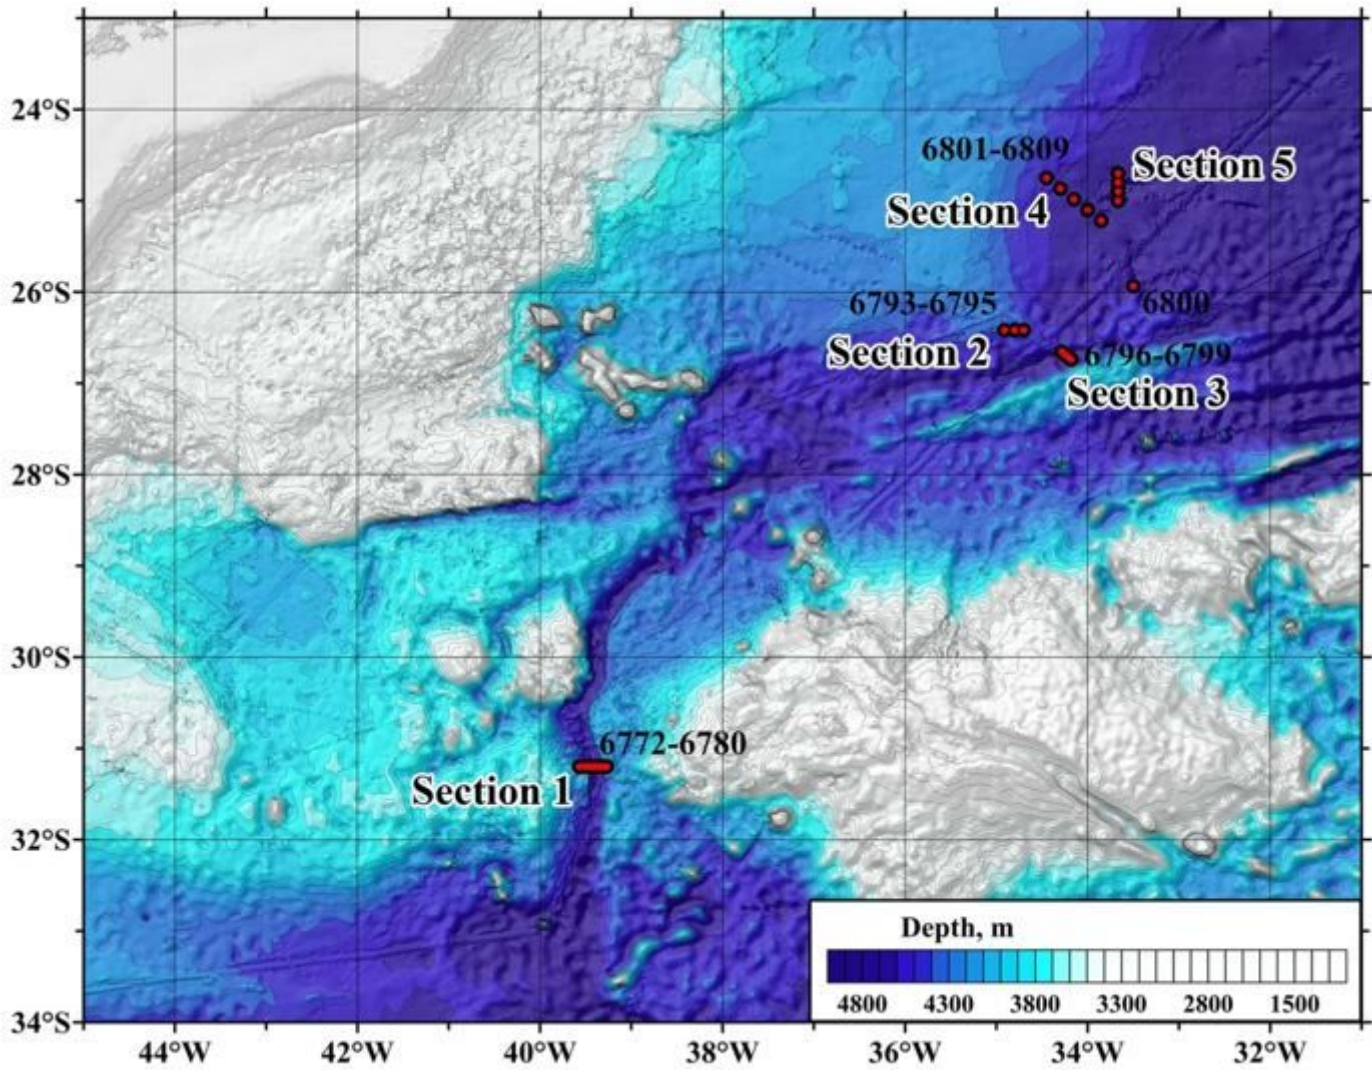 24°S
6801-6809
Section 5
Section 4
26°S
6793-6795
6800
Section 2
6796-6799
Section 3
28°S
30°S
6772-6780
Section 1
32°S
Depth, m
4800 4300 3800 3300 2800 1500
34°S
44°W 42°W 40°W 38°W 36°W 34°W 32°W